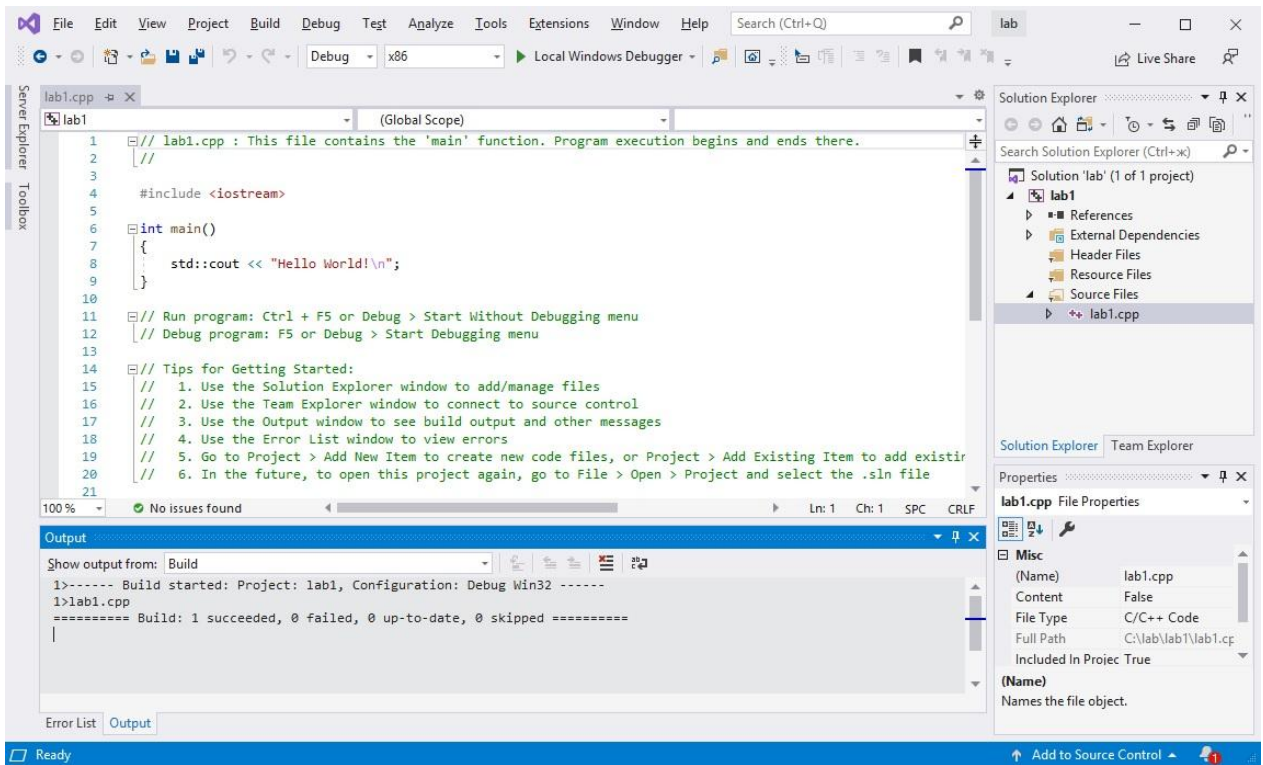 File Edit View Project Build Debug Test Analyze Tools Extensions Window Help Search (Ctrl+Q) lab
Debug x86 Local Windows Debugger Live Share
Server Explorer
Toolbox
lab1.cpp
lab1 (Global Scope)
1 // lab1.cpp : This file contains the 'main' function. Program execution begins and ends there.
2 //
3
4 #include <iostream>
5
6 int main()
7 {
8 std::cout << "Hello World!\n";
9 }
10
11 // Run program: Ctrl + F5 or Debug > Start Without Debugging menu
12 // Debug program: F5 or Debug > Start Debugging menu
13
14 // Tips for Getting Started:
15 //   1. Use the Solution Explorer window to add/manage files
16 //   2. Use the Team Explorer window to connect to source control
17 //   3. Use the Output window to see build output and other messages
18 //   4. Use the Error List window to view errors
19 //   5. Go to Project > Add New Item to create new code files, or Project > Add Existing Item to add existin
20 //   6. In the future, to open this project again, go to File > Open > Project and select the .sln file
21
100 % No issues found Ln: 1 Ch: 1 SPC CRLF
Output
Show output from: Build
1>------ Build started: Project: lab1, Configuration: Debug Win32 ------
1>lab1.cpp
========== Build: 1 succeeded, 0 failed, 0 up-to-date, 0 skipped ==========
Error List Output
Solution Explorer
Search Solution Explorer (Ctrl+ж)
Solution 'lab' (1 of 1 project)
lab1
References
External Dependencies
Header Files
Resource Files
Source Files
lab1.cpp
Solution Explorer Team Explorer
Properties
lab1.cpp File Properties
Misc
(Name) lab1.cpp
Content False
File Type C/C++ Code
Full Path C:\lab\lab1\lab1.cp
Included In Projec True
(Name)
Names the file object.
Ready Add to Source Control 1